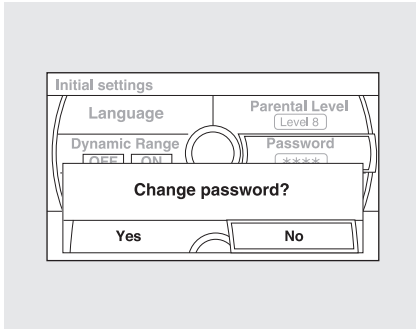 Initial settings
Language
Parental Level
Level 8
Dynamic Range
Password
OFF ON
****
Change password?
Yes
No